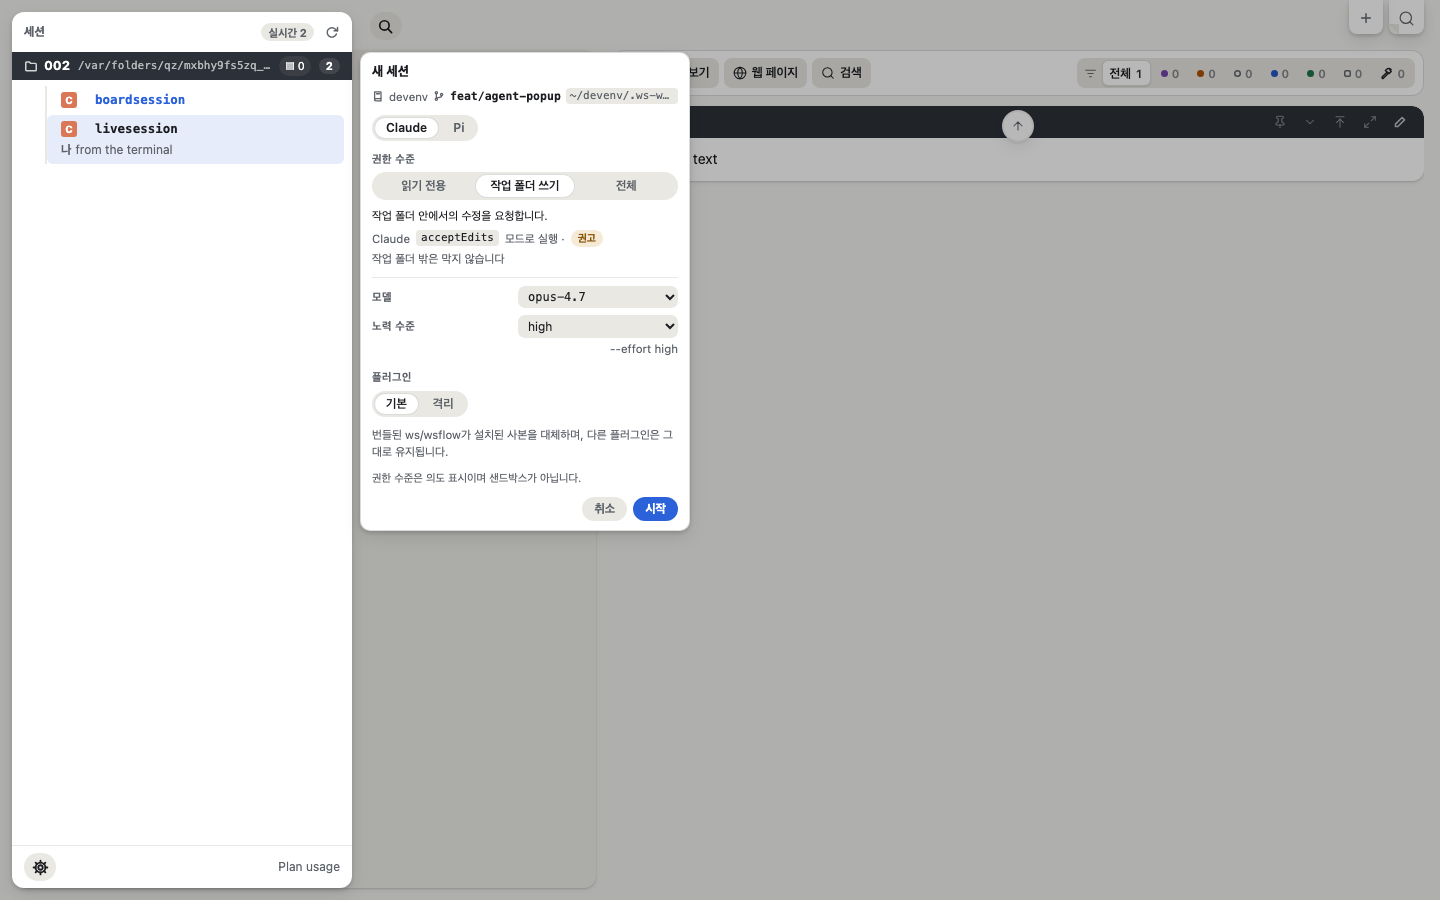 세션
실시간 2
002 /var/folders/qz/mxbhy9fs5zq_… 0 2
C boardsession
C livesession
나 from the terminal
Plan usage
새 세션
devenv feat/agent-popup ~/devenv/.ws-w…
Claude Pi
권한 수준
읽기 전용 작업 폴더 쓰기 전체
작업 폴더 안에서의 수정을 요청합니다.
Claude acceptEdits 모드로 실행 · 권고
작업 폴더 밖은 막지 않습니다
모델 opus-4.7
노력 수준 high
--effort high
플러그인
기본 격리
번들된 ws/wsflow가 설치된 사본을 대체하며, 다른 플러그인은 그
대로 유지됩니다.
권한 수준은 의도 표시이며 샌드박스가 아닙니다.
취소 시작
보기 웹 페이지 검색
전체 1 0 0 0 0 0 0 0
text